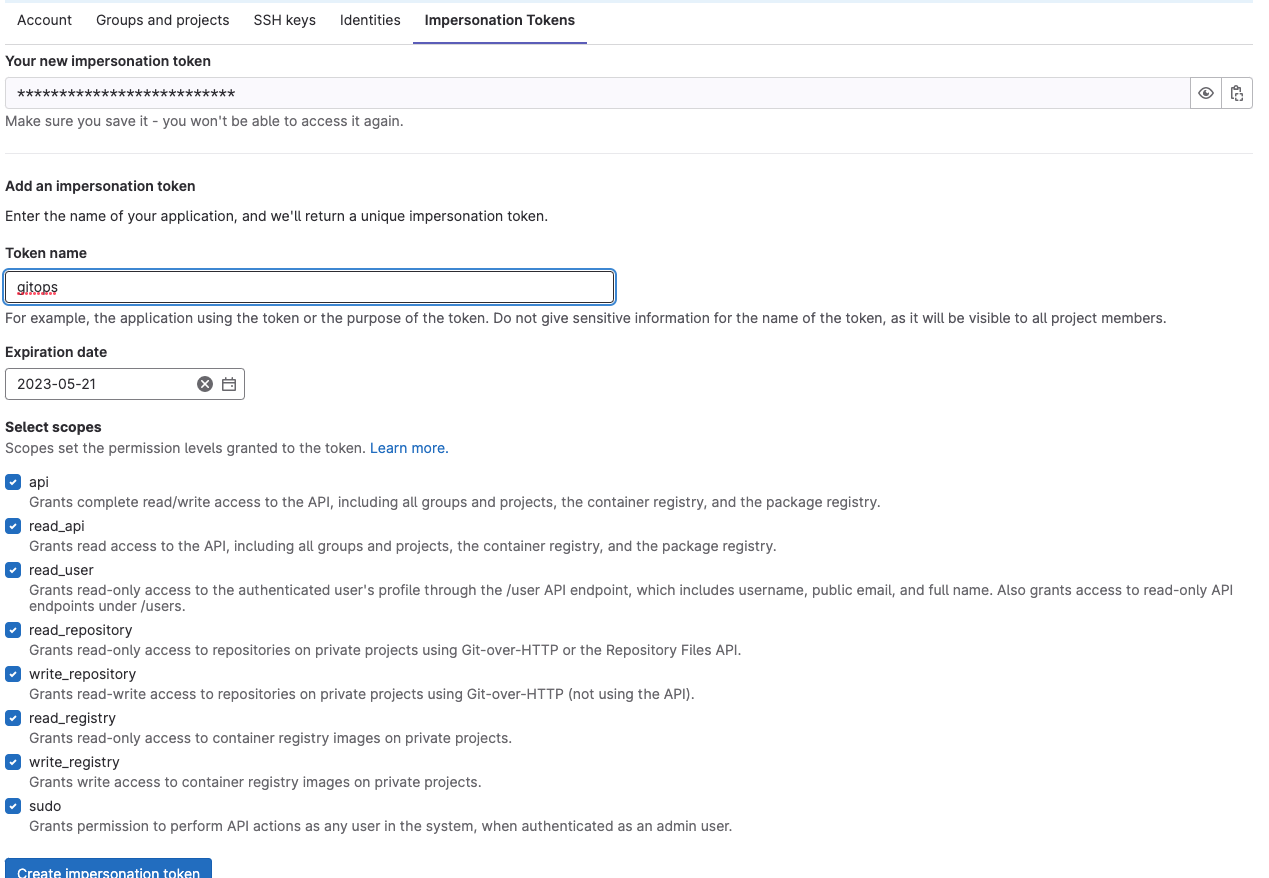 Account Groups and projects SSH keys Identities Impersonation Tokens
Your new impersonation token
**************************
Make sure you save it - you won't be able to access it again.
Add an impersonation token
Enter the name of your application, and we'll return a unique impersonation token.
Token name
gitops
For example, the application using the token or the purpose of the token. Do not give sensitive information for the name of the token, as it will be visible to all project members.
Expiration date
2023-05-21
Select scopes
Scopes set the permission levels granted to the token. Learn more.
api
Grants complete read/write access to the API, including all groups and projects, the container registry, and the package registry.
read_api
Grants read access to the API, including all groups and projects, the container registry, and the package registry.
read_user
Grants read-only access to the authenticated user's profile through the /user API endpoint, which includes username, public email, and full name. Also grants access to read-only API
endpoints under /users.
read_repository
Grants read-only access to repositories on private projects using Git-over-HTTP or the Repository Files API.
write_repository
Grants read-write access to repositories on private projects using Git-over-HTTP (not using the API).
read_registry
Grants read-only access to container registry images on private projects.
write_registry
Grants write access to container registry images on private projects.
sudo
Grants permission to perform API actions as any user in the system, when authenticated as an admin user.
Create impersonation token